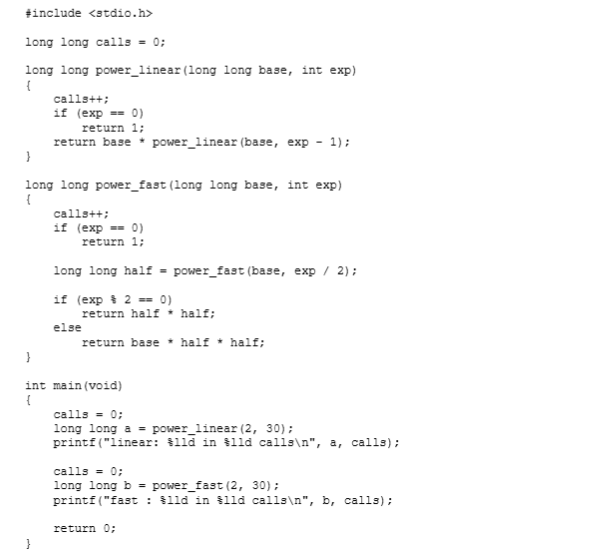 #include <stdio.h>

long long calls = 0;

long long power_linear(long long base, int exp)
{
    calls++;
    if (exp == 0)
        return 1;
    return base * power_linear(base, exp - 1);
}

long long power_fast(long long base, int exp)
{
    calls++;
    if (exp == 0)
        return 1;

    long long half = power_fast(base, exp / 2);

    if (exp % 2 == 0)
        return half * half;
    else
        return base * half * half;
}

int main(void)
{
    calls = 0;
    long long a = power_linear(2, 30);
    printf("linear: %lld in %lld calls\n", a, calls);

    calls = 0;
    long long b = power_fast(2, 30);
    printf("fast : %lld in %lld calls\n", b, calls);

    return 0;
}